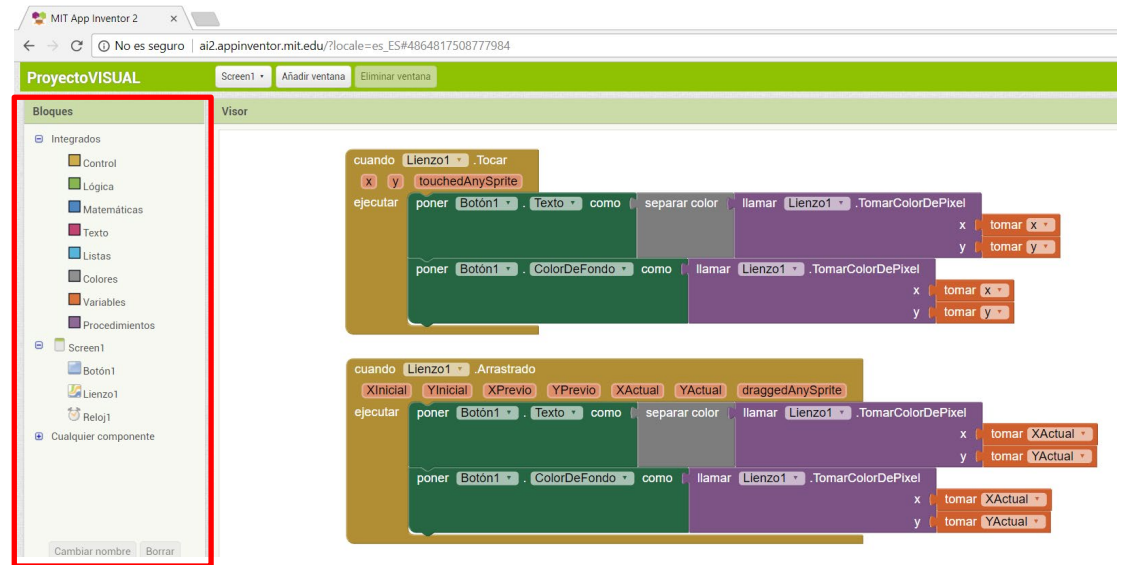 MIT App Inventor 2 ×
No es seguro | ai2.appinventor.mit.edu/?locale=es_ES#4864817508777984
ProyectoVISUAL
Screen1 Añadir ventana Eliminar ventana
Bloques
Integrados
Control
Lógica
Matemáticas
Texto
Listas
Colores
Variables
Procedimientos
Screen1
Botón1
Lienzo1
Reloj1
Cualquier componente
Cambiar nombre Borrar
Visor
cuando Lienzo1 .Tocar
x y touchedAnySprite
ejecutar poner Botón1 . Texto como separar color llamar Lienzo1 .TomarColorDePixel
x tomar x
y tomar y
poner Botón1 . ColorDeFondo como llamar Lienzo1 .TomarColorDePixel
x tomar x
y tomar y
cuando Lienzo1 .Arrastrado
XInicial YInicial XPrevio YPrevio XActual YActual draggedAnySprite
ejecutar poner Botón1 . Texto como separar color llamar Lienzo1 .TomarColorDePixel
x tomar XActual
y tomar YActual
poner Botón1 . ColorDeFondo como llamar Lienzo1 .TomarColorDePixel
x tomar XActual
y tomar YActual